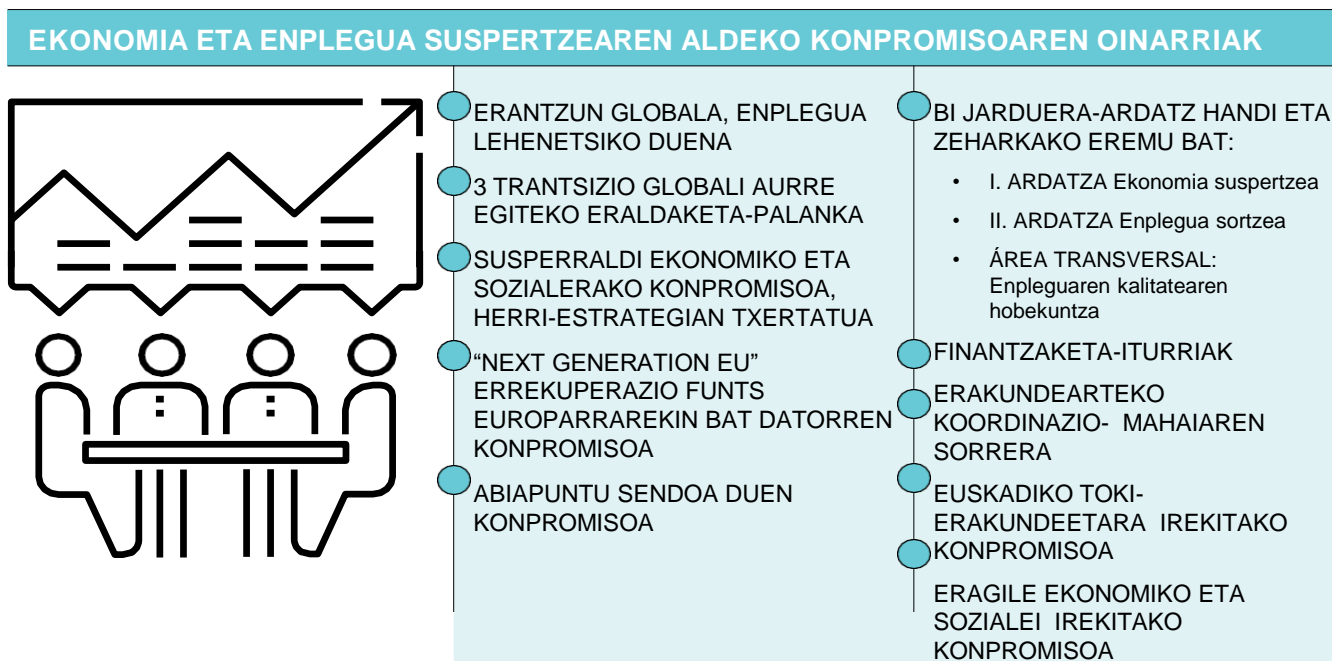 EKONOMIA ETA ENPLEGUA SUSPERTZEAREN ALDEKO KONPROMISOAREN OINARRIAK
ERANTZUN GLOBALA, ENPLEGUA
LEHENETSIKO DUENA
3 TRANTSIZIO GLOBALI AURRE
EGITEKO ERALDAKETA-PALANKA
SUSPERRALDI EKONOMIKO ETA
SOZIALERAKO KONPROMISOA,
HERRI-ESTRATEGIAN TXERTATUA
“NEXT GENERATION EU”
ERREKUPERAZIO FUNTS
EUROPARRAREKIN BAT DATORREN
KONPROMISOA
ABIAPUNTU SENDOA DUEN
KONPROMISOA
BI JARDUERA-ARDATZ HANDI ETA
ZEHARKAKO EREMU BAT:
• I. ARDATZA Ekonomia suspertzea
• II. ARDATZA Enplegua sortzea
• ÁREA TRANSVERSAL:
Enpleguaren kalitatearen
hobekuntza
FINANTZAKETA-ITURRIAK
ERAKUNDEARTEKO
KOORDINAZIO- MAHAIAREN
SORRERA
EUSKADIKO TOKI-
ERAKUNDEETARA IREKITAKO
KONPROMISOA
ERAGILE EKONOMIKO ETA
SOZIALEI IREKITAKO
KONPROMISOA